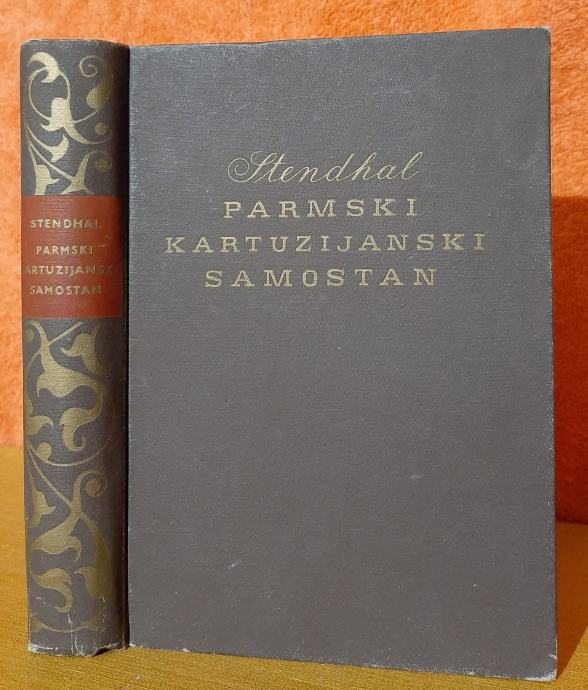 STENDHAL
PARMSKI
KARTUZIJANSKI
SAMOSTAN
Stendhal
PARMSKI
KARTUZIJANSKI
SAMOSTAN